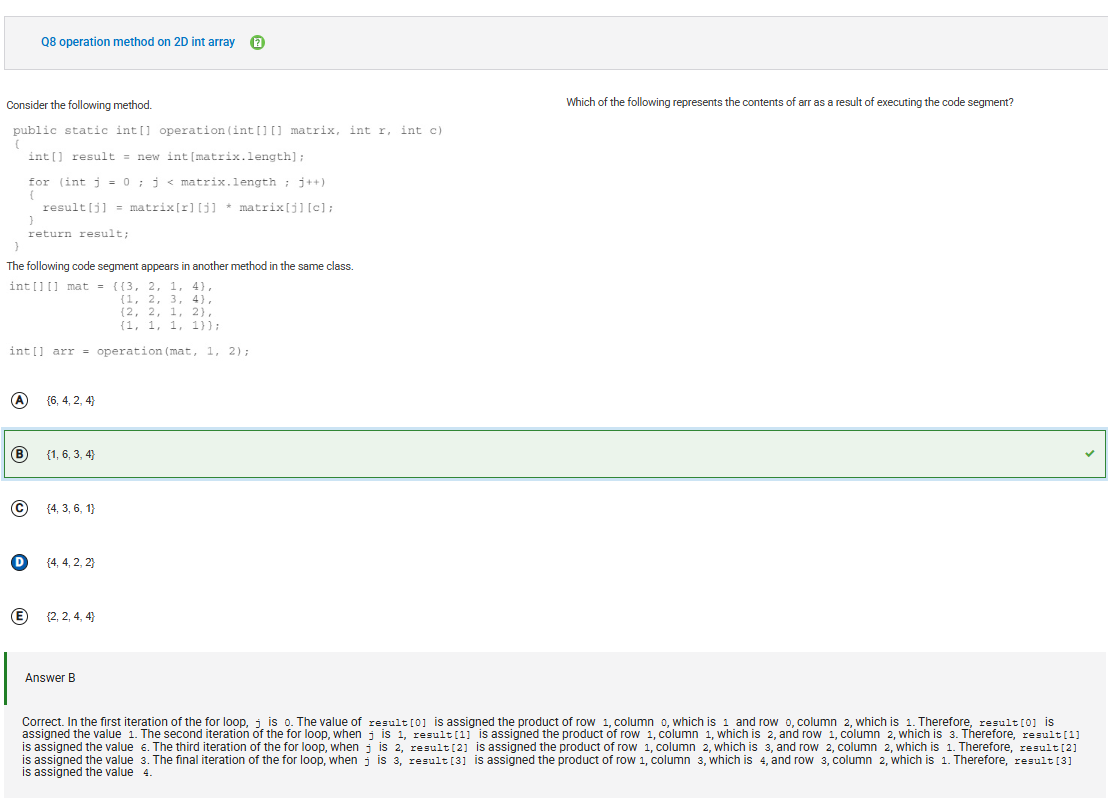 Q8 operation method on 2D int array
Consider the following method.
public static int[] operation(int[][] matrix, int r, int c)
{
int[] result = new int[matrix.length];
for (int j = 0 ; j < matrix.length ; j++)
{
result[j] = matrix[r][j] * matrix[j][c];
}
return result;
}
The following code segment appears in another method in the same class.
int[][] mat = {{3, 2, 1, 4},
{1, 2, 3, 4},
{2, 2, 1, 2},
{1, 1, 1, 1}};
int[] arr = operation(mat, 1, 2);
Which of the following represents the contents of arr as a result of executing the code segment?
A {6, 4, 2, 4}
B {1, 6, 3, 4}
C {4, 3, 6, 1}
D {4, 4, 2, 2}
E {2, 2, 4, 4}
Answer B
Correct. In the first iteration of the for loop, j is 0. The value of result[0] is assigned the product of row 1, column 0, which is 1 and row 0, column 2, which is 1. Therefore, result[0] is
assigned the value 1. The second iteration of the for loop, when j is 1, result[1] is assigned the product of row 1, column 1, which is 2, and row 1, column 2, which is 3. Therefore, result[1]
is assigned the value 6. The third iteration of the for loop, when j is 2, result[2] is assigned the product of row 1, column 2, which is 3, and row 2, column 2, which is 1. Therefore, result[2]
is assigned the value 3. The final iteration of the for loop, when j is 3, result[3] is assigned the product of row 1, column 3, which is 4, and row 3, column 2, which is 1. Therefore, result[3]
is assigned the value 4.